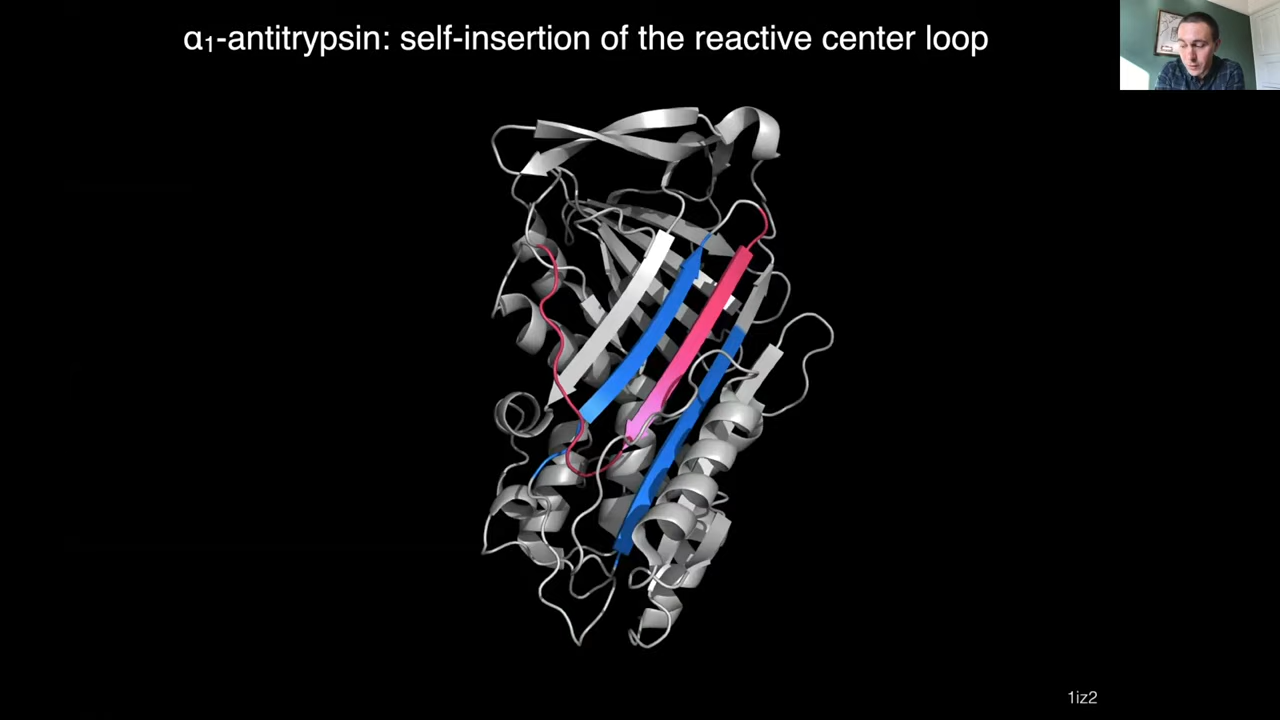 α₁-antitrypsin: self-insertion of the reactive center loop
1iz2